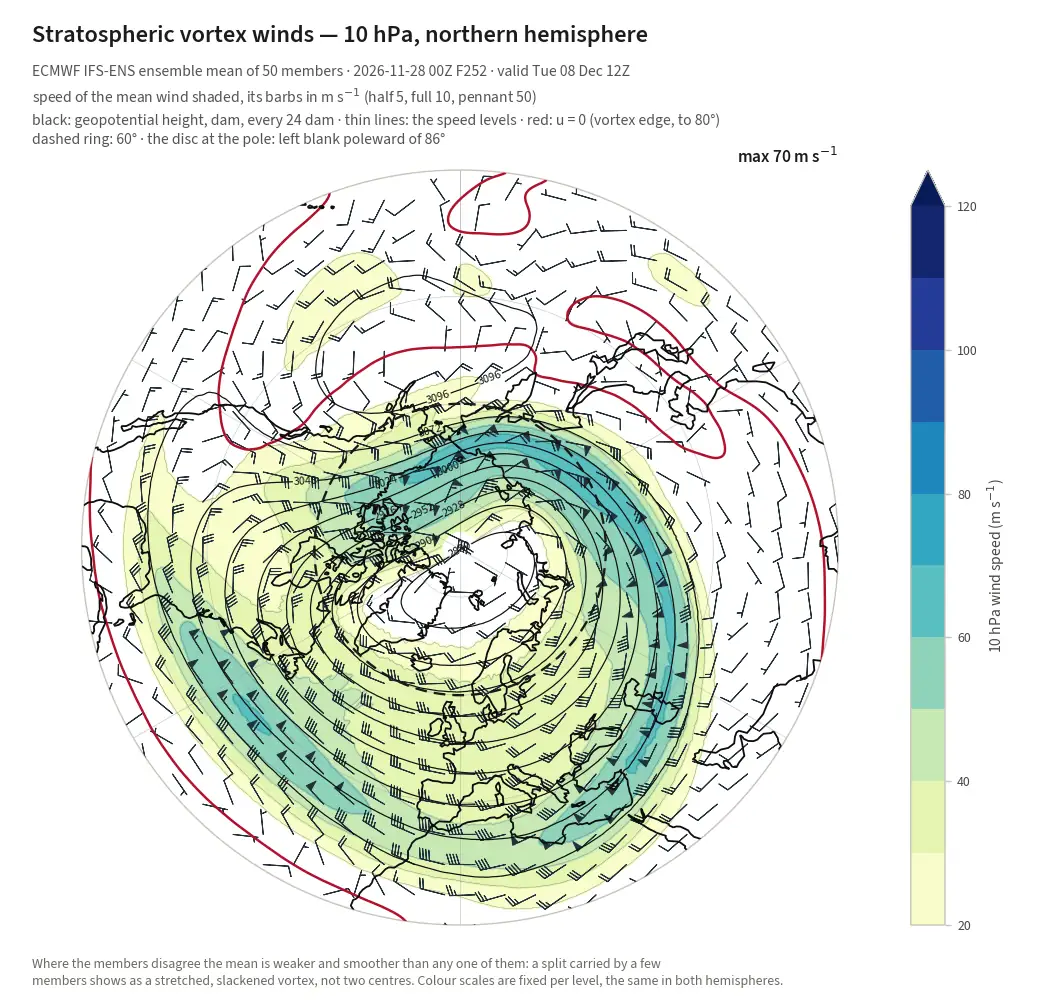 Stratospheric vortex winds — 10 hPa, northern hemisphere
ECMWF IFS-ENS ensemble mean of 50 members · 2026-11-28 00Z F252 · valid Tue 08 Dec 12Z
speed of the mean wind shaded, its barbs in m s⁻¹ (half 5, full 10, pennant 50)
black: geopotential height, dam, every 24 dam · thin lines: the speed levels · red: u = 0 (vortex edge, to 80°)
dashed ring: 60° · the disc at the pole: left blank poleward of 86°
max 70 m s⁻¹
120
100
80
60
40
20
10 hPa wind speed (m s⁻¹)
3096
3096
3000
2952
2928
Where the members disagree the mean is weaker and smoother than any one of them: a split carried by a few
members shows as a stretched, slackened vortex, not two centres. Colour scales are fixed per level, the same in both hemispheres.